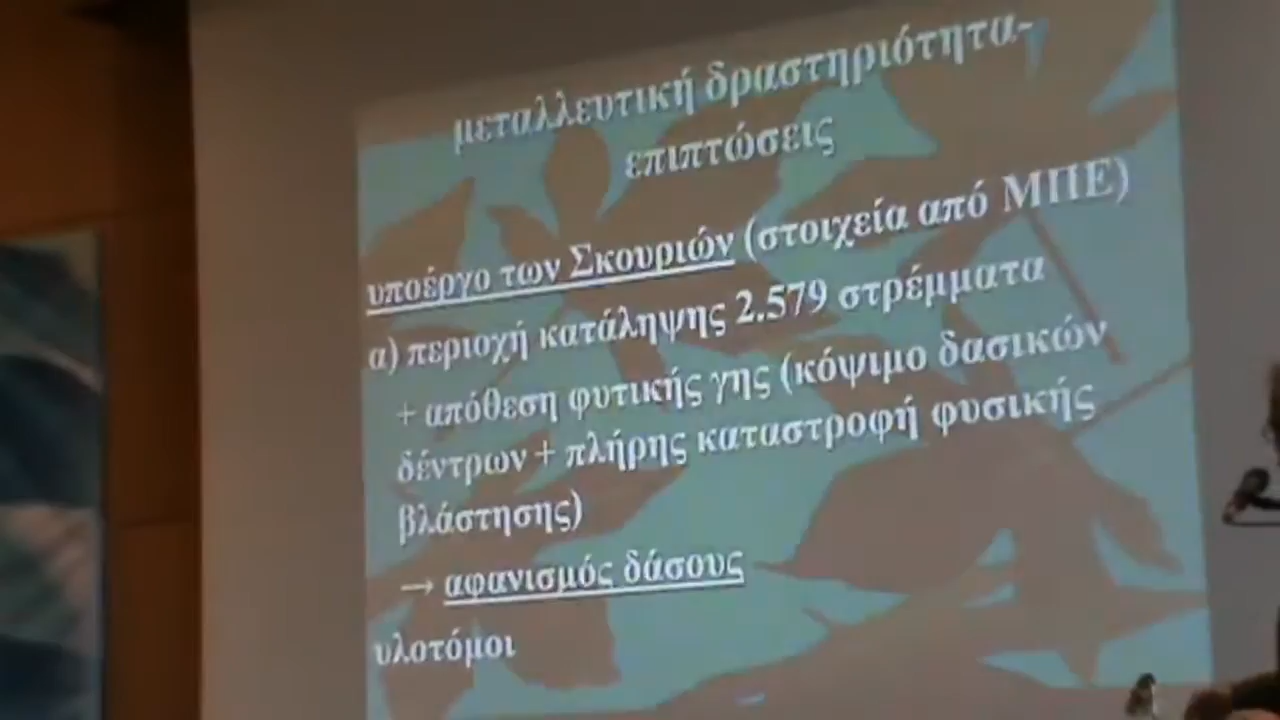 μεταλλευτική δραστηριότητα-
επιπτώσεις
υποέργο των Σκουριών (στοιχεία από ΜΠΕ)
α) περιοχή κατάληψης 2.579 στρέμματα
+ απόθεση φυτικής γης (κόψιμο δασικών
δέντρων + πλήρης καταστροφή φυσικής
βλάστησης)
→ αφανισμός δάσους
υλοτόμοι